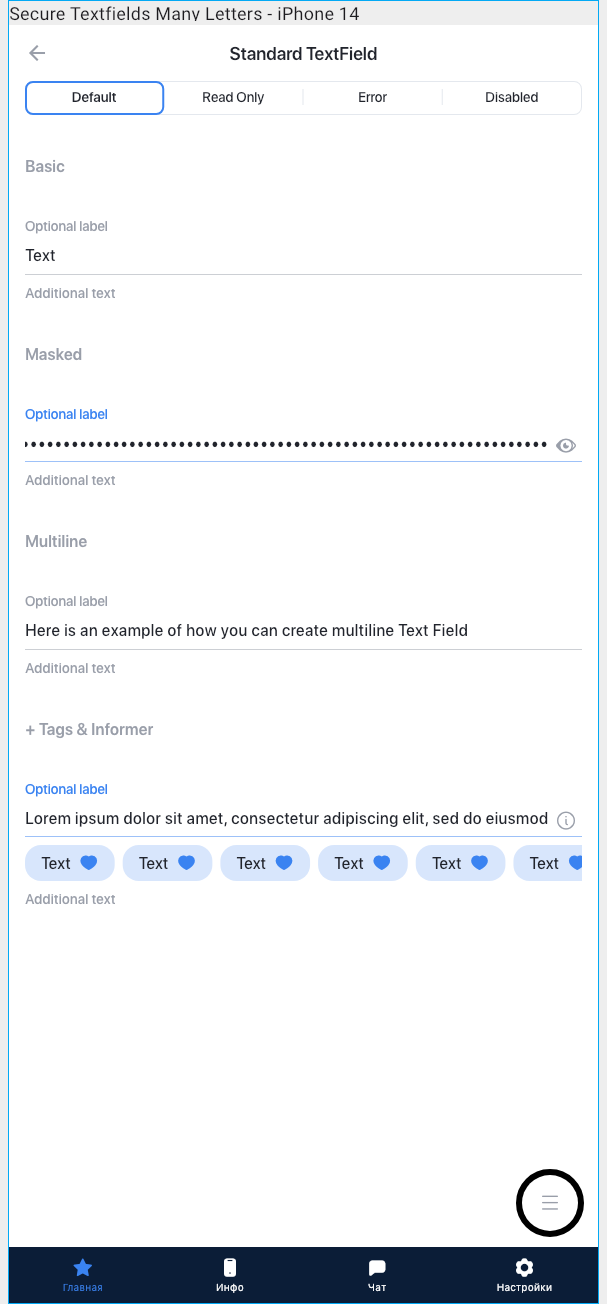 Secure Textfields Many Letters - iPhone 14
Standard TextField
Default Read Only Error Disabled
Basic
Optional label
Text
Additional text
Masked
Optional label
Additional text
Multiline
Optional label
Here is an example of how you can create multiline Text Field
Additional text
+ Tags & Informer
Optional label
Lorem ipsum dolor sit amet, consectetur adipiscing elit, sed do eiusmod
Text Text Text Text Text Text
Additional text
Главная Инфо Чат Настройки